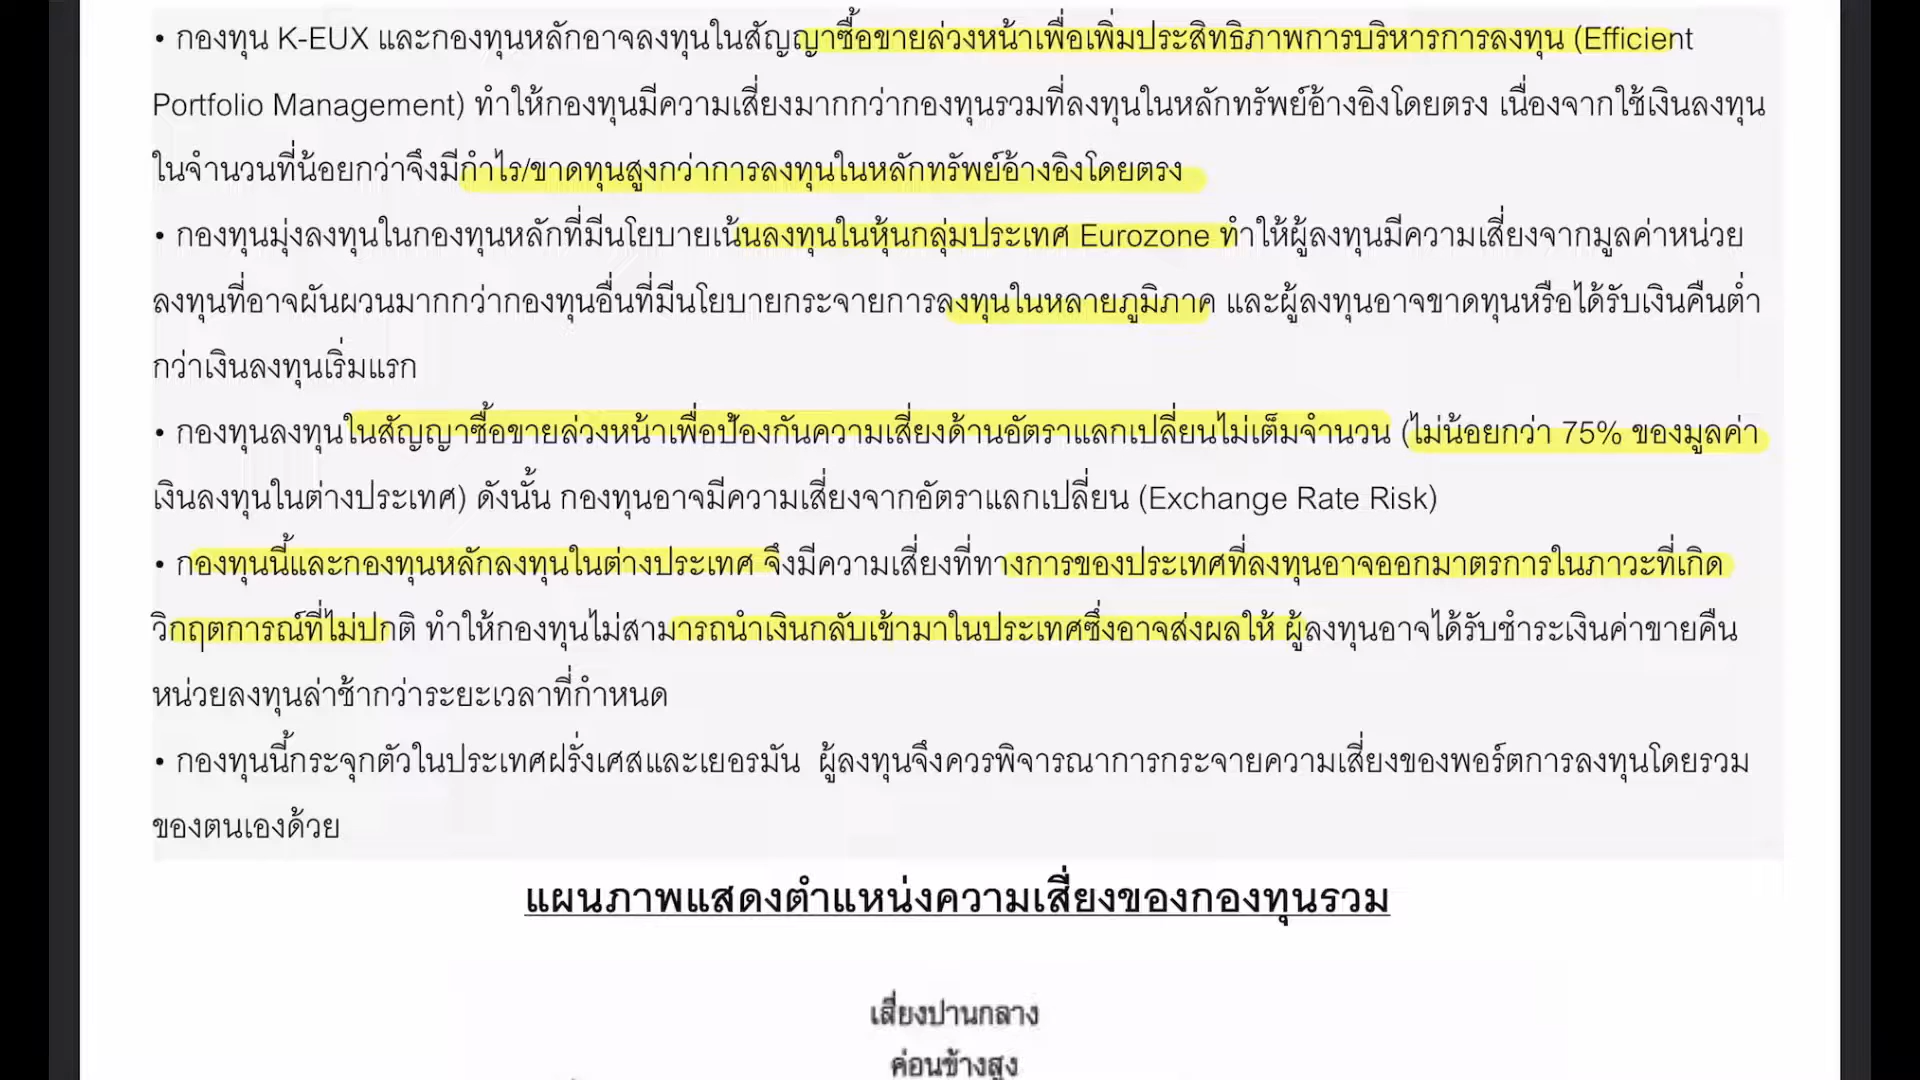 • กองทุน K-EUX และกองทุนหลักอาจลงทุนในสัญญาซื้อขายล่วงหน้าเพื่อเพิ่มประสิทธิภาพการบริหารการลงทุน (Efficient
Portfolio Management) ทำให้กองทุนมีความเสี่ยงมากกว่ากองทุนรวมที่ลงทุนในหลักทรัพย์อ้างอิงโดยตรง เนื่องจากใช้เงินลงทุน
ในจำนวนที่น้อยกว่าจึงมีกำไร/ขาดทุนสูงกว่าการลงทุนในหลักทรัพย์อ้างอิงโดยตรง
• กองทุนมุ่งลงทุนในกองทุนหลักที่มีนโยบายเน้นลงทุนในหุ้นกลุ่มประเทศ Eurozone ทำให้ผู้ลงทุนมีความเสี่ยงจากมูลค่าหน่วย
ลงทุนที่อาจผันผวนมากกว่ากองทุนอื่นที่มีนโยบายกระจายการลงทุนในหลายภูมิภาค และผู้ลงทุนอาจขาดทุนหรือได้รับเงินคืนต่ำ
กว่าเงินลงทุนเริ่มแรก
• กองทุนลงทุนในสัญญาซื้อขายล่วงหน้าเพื่อป้องกันความเสี่ยงด้านอัตราแลกเปลี่ยนไม่เต็มจำนวน (ไม่น้อยกว่า 75% ของมูลค่า
เงินลงทุนในต่างประเทศ) ดังนั้น กองทุนอาจมีความเสี่ยงจากอัตราแลกเปลี่ยน (Exchange Rate Risk)
• กองทุนนี้และกองทุนหลักลงทุนในต่างประเทศ จึงมีความเสี่ยงที่ทางการของประเทศที่ลงทุนอาจออกมาตรการในภาวะที่เกิด
วิกฤตการณ์ที่ไม่ปกติ ทำให้กองทุนไม่สามารถนำเงินกลับเข้ามาในประเทศซึ่งอาจส่งผลให้ ผู้ลงทุนอาจได้รับชำระเงินค่าขายคืน
หน่วยลงทุนล่าช้ากว่าระยะเวลาที่กำหนด
• กองทุนนี้กระจุกตัวในประเทศฝรั่งเศสและเยอรมัน ผู้ลงทุนจึงควรพิจารณาการกระจายความเสี่ยงของพอร์ตการลงทุนโดยรวม
ของตนเองด้วย
แผนภาพแสดงตำแหน่งความเสี่ยงของกองทุนรวม
เสี่ยงปานกลาง
ค่อนข้างสูง